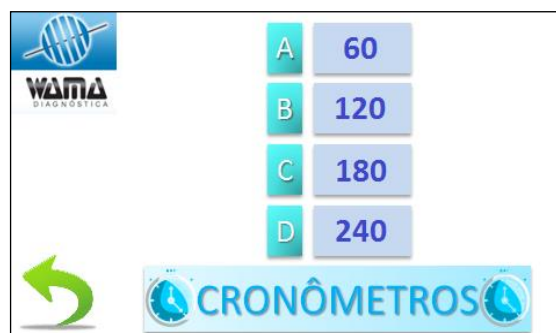 WAMA
DIAGNÓSTICA
A 60
B 120
C 180
D 240
CRONÔMETROS